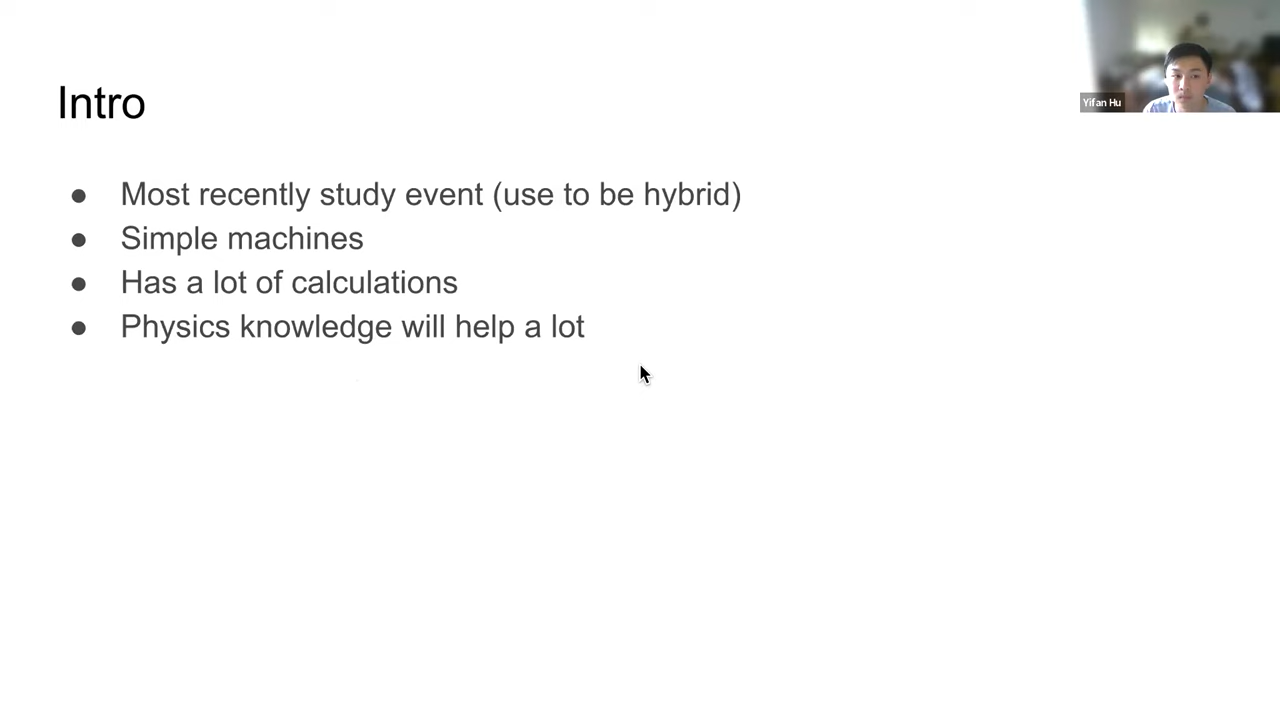 Intro
Yifan Hu
● Most recently study event (use to be hybrid)
● Simple machines
● Has a lot of calculations
● Physics knowledge will help a lot